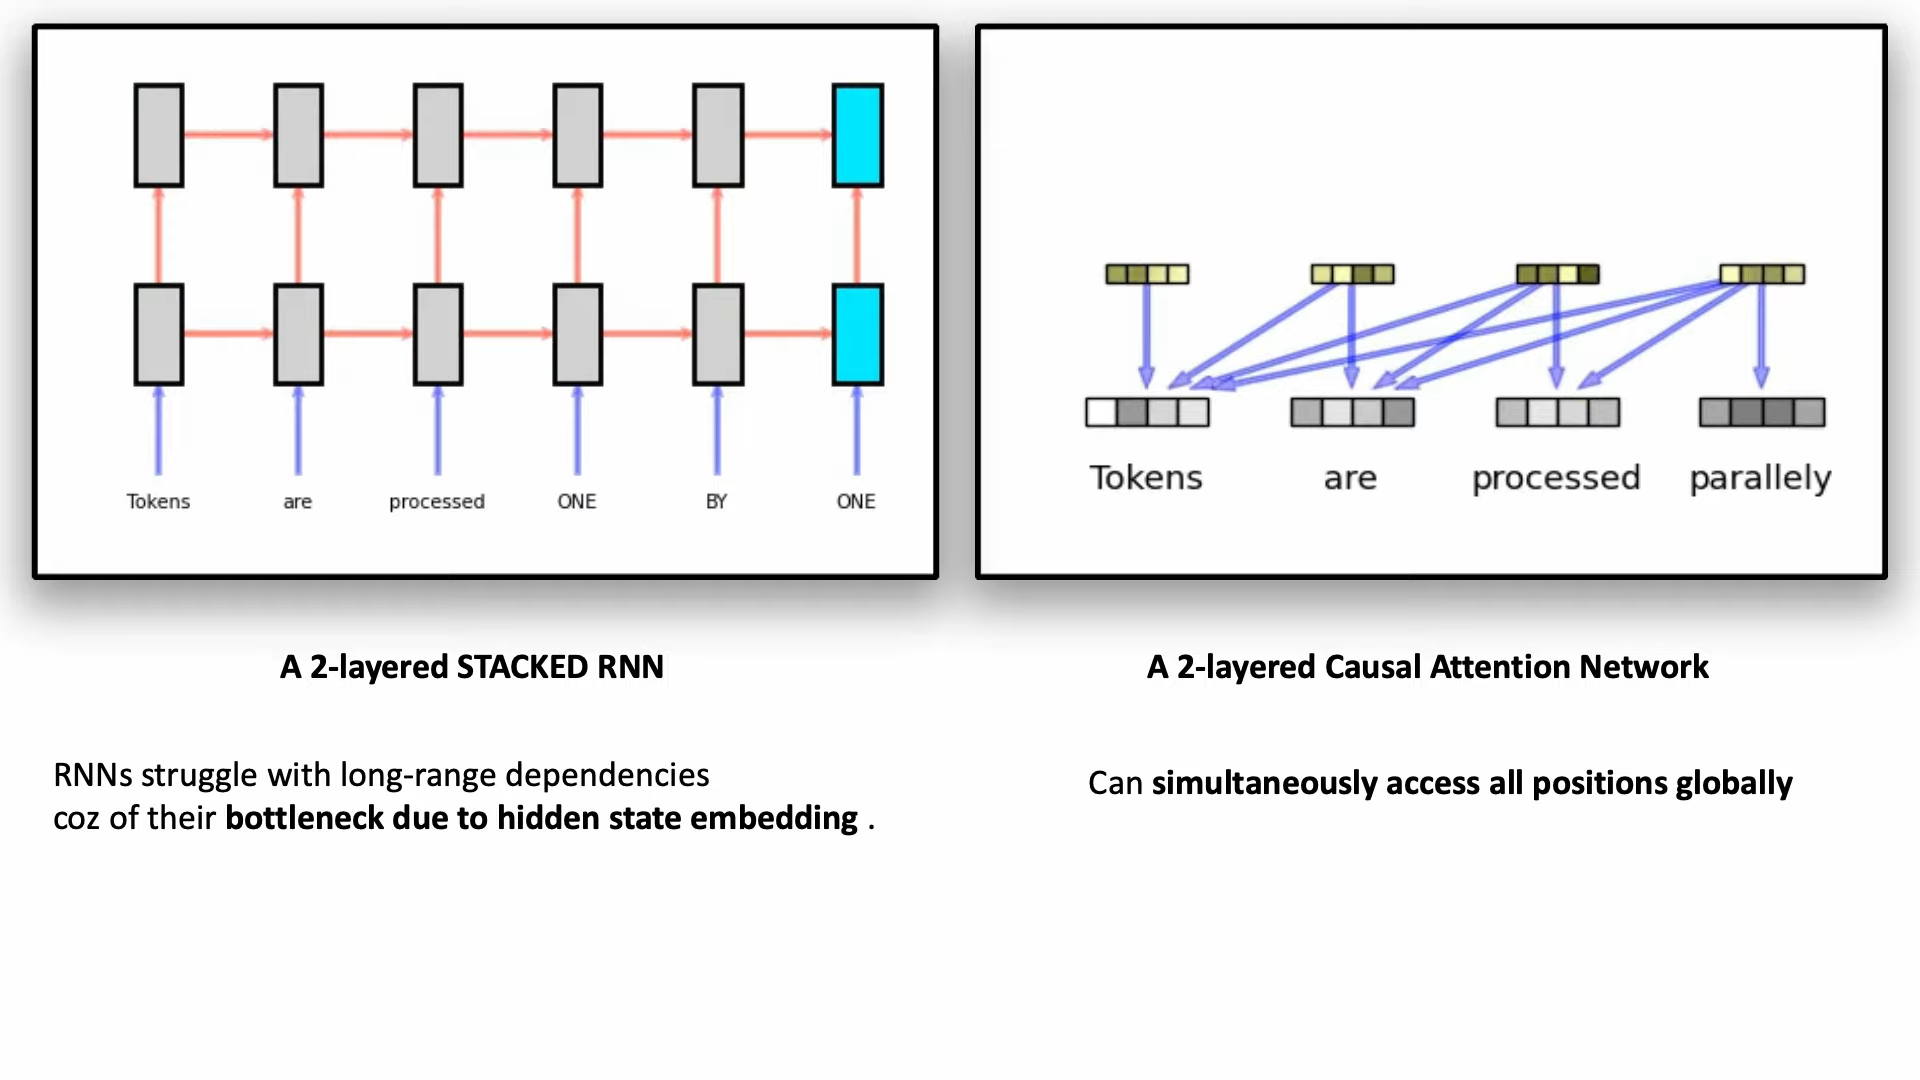 Tokens are processed ONE BY ONE
Tokens are processed parallely
A 2-layered STACKED RNN
A 2-layered Causal Attention Network
RNNs struggle with long-range dependencies
coz of their bottleneck due to hidden state embedding .
Can simultaneously access all positions globally